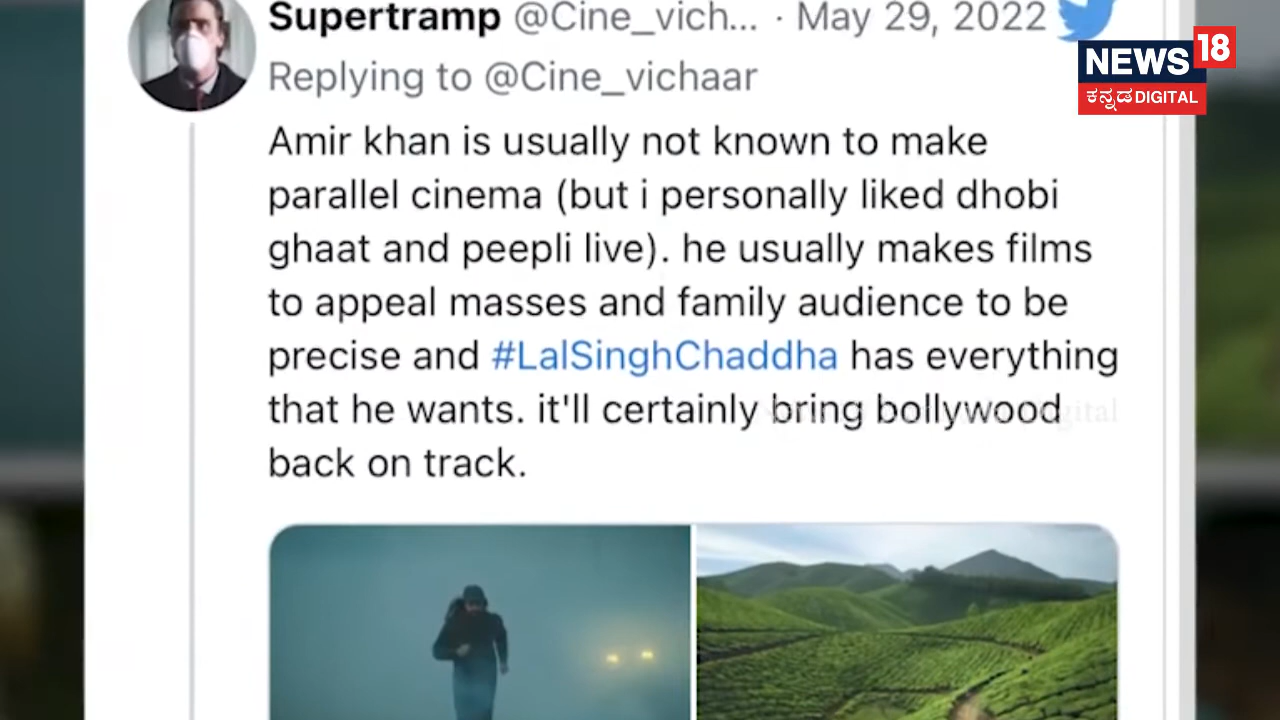 Supertramp @Cine_vich... · May 29, 2022
Replying to @Cine_vichaar
Amir khan is usually not known to make
parallel cinema (but i personally liked dhobi
ghaat and peepli live). he usually makes films
to appeal masses and family audience to be
precise and #LalSinghChaddha has everything
that he wants. it'll certainly bring bollywood
back on track.
NEWS 18
ಕನ್ನಡ DIGITAL